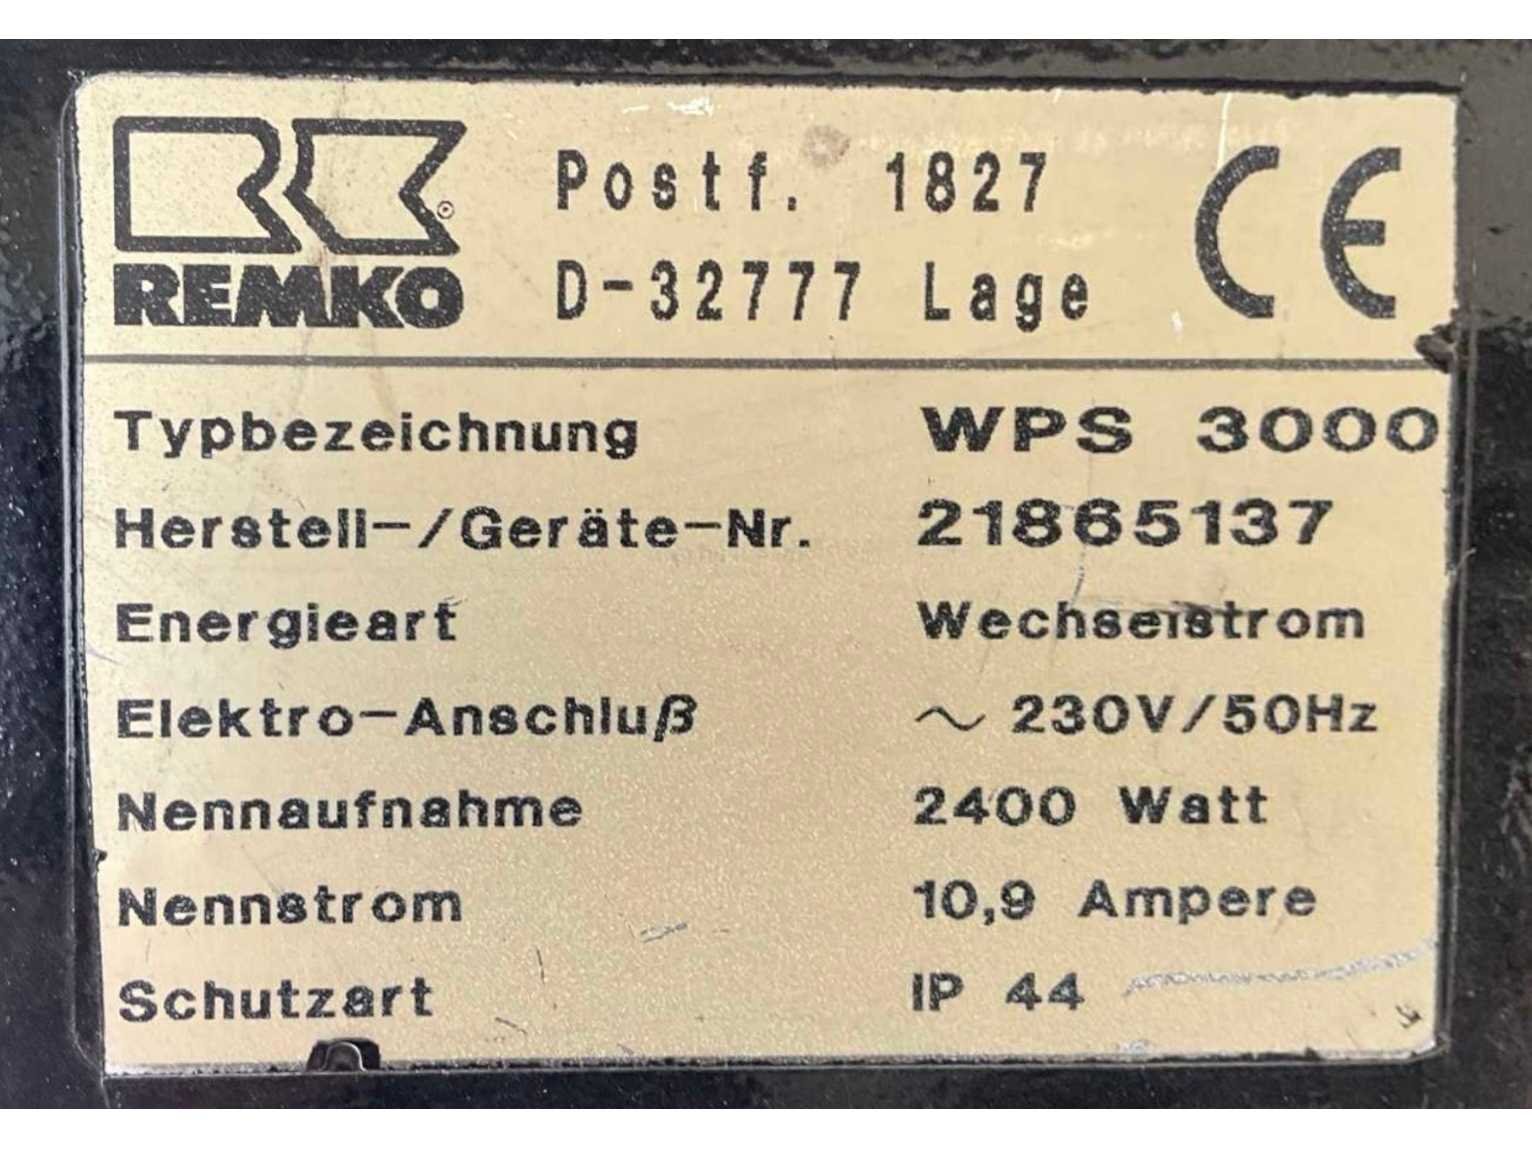 REMKO
Postf. 1827
D-32777 Lage
CE
Typbezeichnung WPS 3000
Herstell-/Geräte-Nr. 21865137
Energieart Wechselstrom
Elektro-Anschluß ~ 230V/50Hz
Nennaufnahme 2400 Watt
Nennstrom 10,9 Ampere
Schutzart IP 44